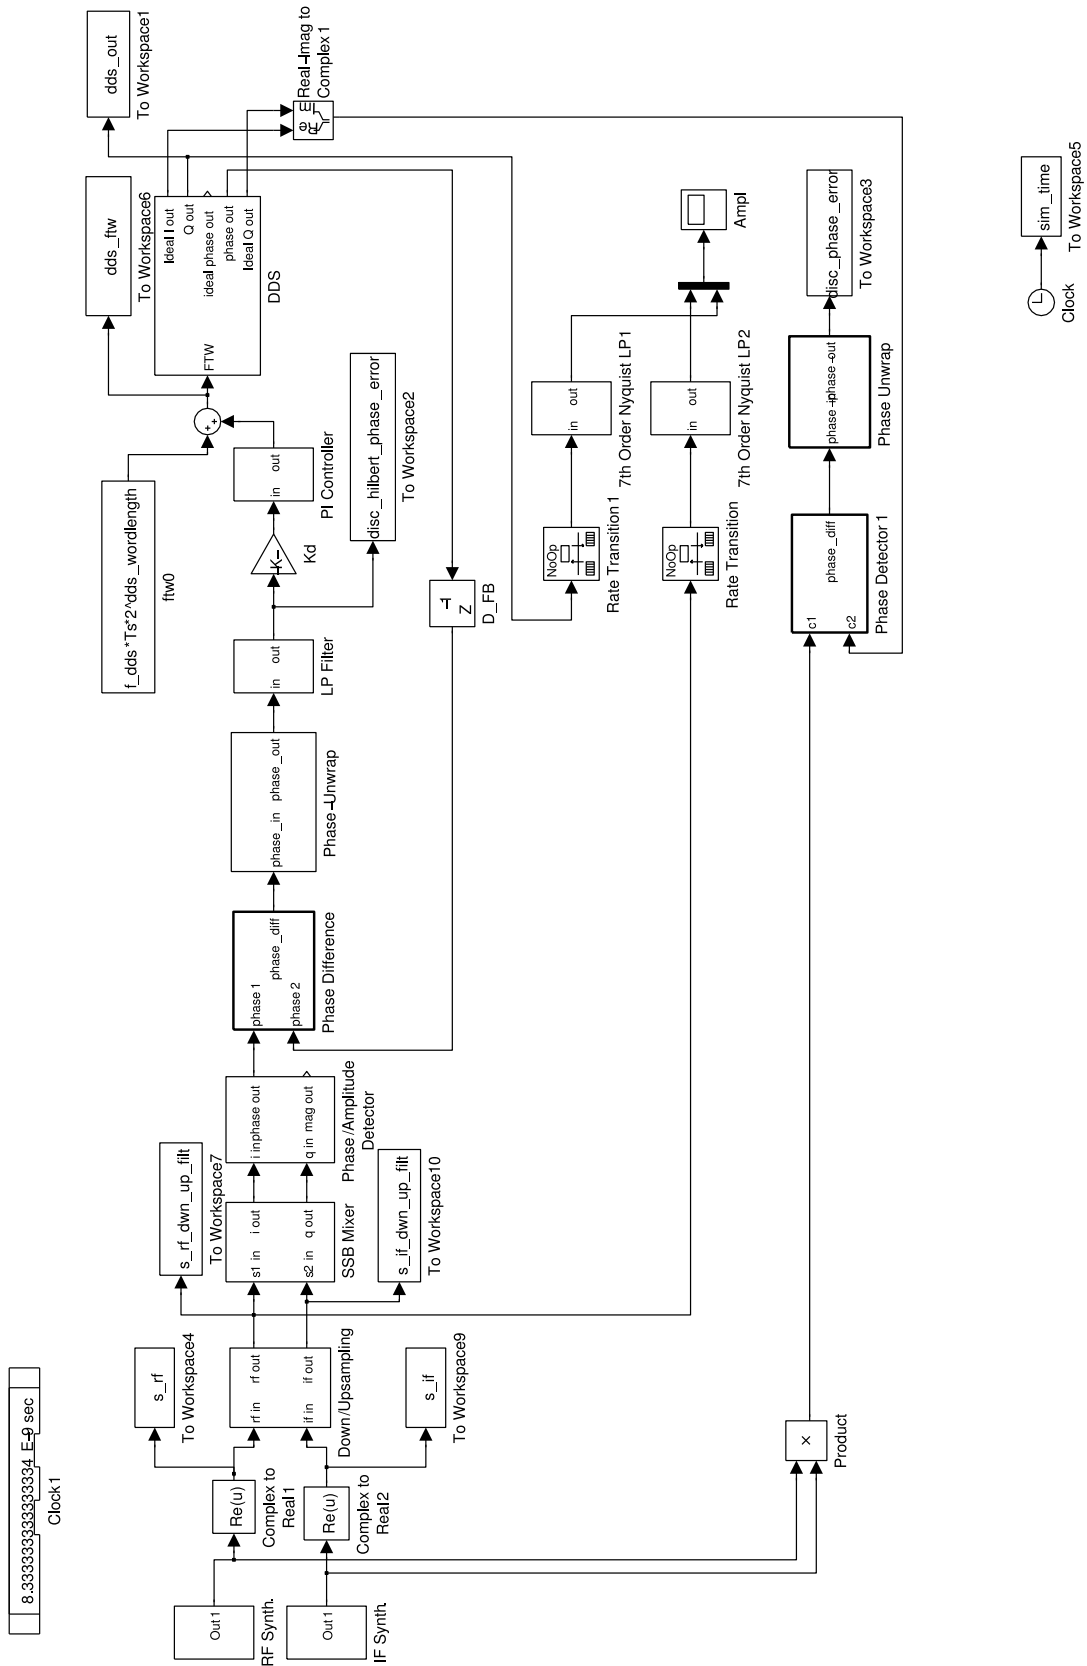 8.3333333333333334 E-9 sec
Clock1
Out1
RF Synth.
Out1
IF Synth.
Re(u)
Complex to
Real1
Re(u)
Complex to
Real2
s_rf
To Workspace4
s_if
To Workspace9
rf in
rf out
if in
if out
Down/Upsampling
s_rf_dwn_up_filt
To Workspace7
s_if_dwn_up_filt
To Workspace10
s1 in
i out
s2 in
q out
SSB Mixer
i in
phase out
q in
mag out
Phase/Amplitude
Detector
phase1
phase2
phase_diff
Phase Difference
phase_in
phase_out
Phase-Unwrap
in
out
LP Filter
-K-
Kd
in
out
PI Controller
disc_hilbert_phase_error
To Workspace2
f_dds*Ts*2^dds_wordlength
ftw0
+
+
dds_ftw
To Workspace6
FTW
Ideal I out
Q out
ideal phase out
phase out
Ideal Q out
DDS
dds_out
To Workspace1
Re
Im
Real-Imag to
Complex1
-1
Z
D_FB
NoOp
Rate Transition1
in
out
7th Order Nyquist LP1
NoOp
Rate Transition
in
out
7th Order Nyquist LP2
Ampl
×
Product
c1
c2
phase_diff
Phase Detector1
phase-in
phase-out
Phase Unwrap
disc_phase_error
To Workspace3
Clock
sim_time
To Workspace5